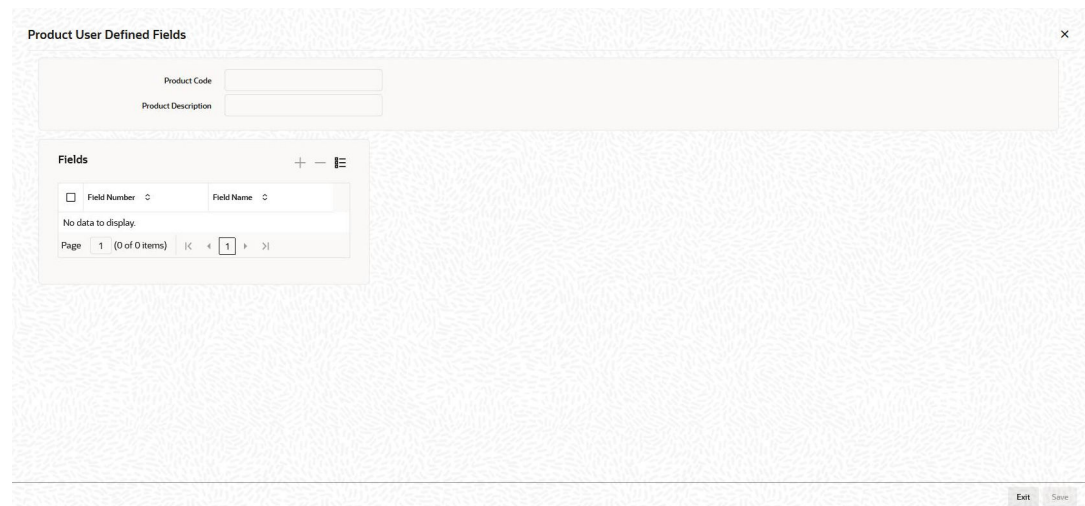 Product User Defined Fields
Product Code
Product Description
Fields
Field Number Field Name
No data to display.
Page 1 (0 of 0 items) 1
Exit Save